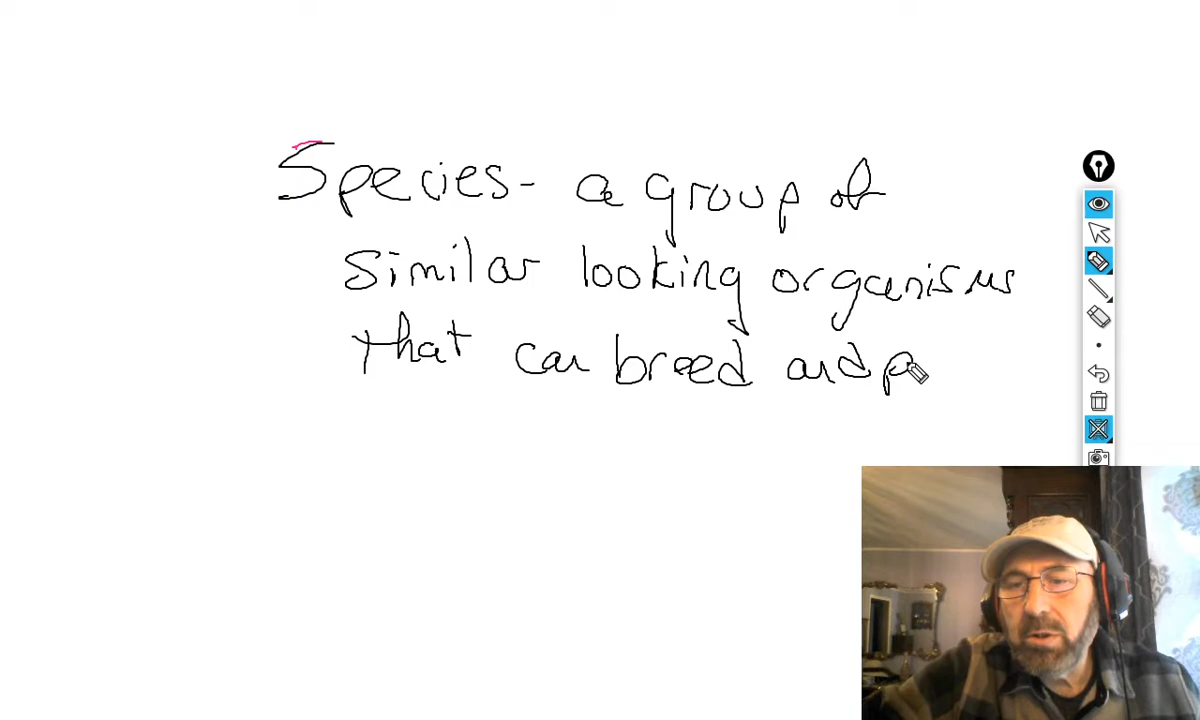 Species- a group of
similar looking organisms
that can breed and p